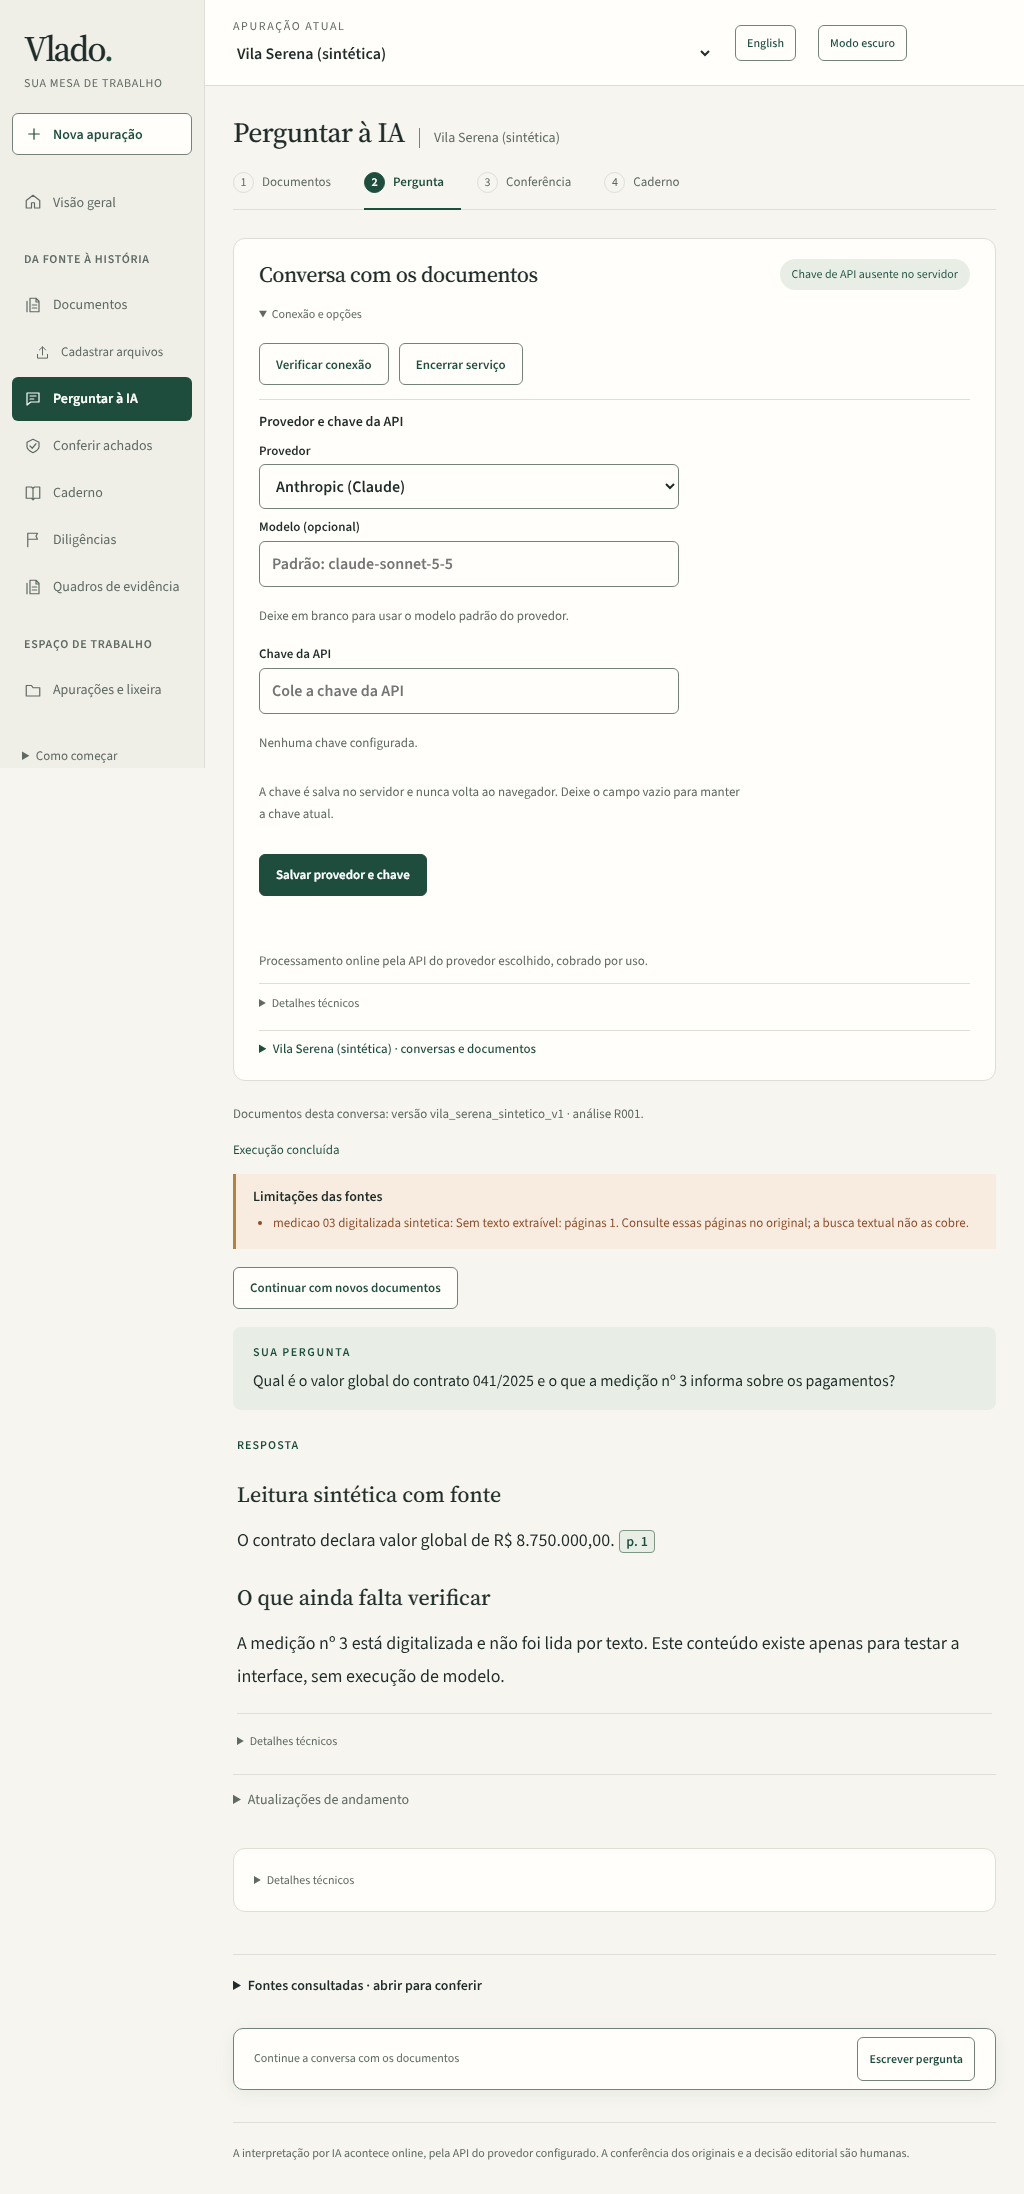 Vlado.
SUA MESA DE TRABALHO
Nova apuração
Visão geral
DA FONTE À HISTÓRIA
Documentos
Cadastrar arquivos
Perguntar à IA
Conferir achados
Caderno
Diligências
Quadros de evidência
ESPAÇO DE TRABALHO
Apurações e lixeira
Como começar
APURAÇÃO ATUAL
Vila Serena (sintética)
English
Modo escuro
Perguntar à IA
Vila Serena (sintética)
1 Documentos
2 Pergunta
3 Conferência
4 Caderno
Conversa com os documentos
Chave de API ausente no servidor
Conexão e opções
Verificar conexão
Encerrar serviço
Provedor e chave da API
Provedor
Anthropic (Claude)
Modelo (opcional)
Padrão: claude-sonnet-5-5
Deixe em branco para usar o modelo padrão do provedor.
Chave da API
Cole a chave da API
Nenhuma chave configurada.
A chave é salva no servidor e nunca volta ao navegador. Deixe o campo vazio para manter
a chave atual.
Salvar provedor e chave
Processamento online pela API do provedor escolhido, cobrado por uso.
Detalhes técnicos
Vila Serena (sintética) · conversas e documentos
Documentos desta conversa: versão vila_serena_sintetico_v1 · análise R001.
Execução concluída
Limitações das fontes
• medicao 03 digitalizada sintetica: Sem texto extraível: páginas 1. Consulte essas páginas no original; a busca textual não as cobre.
Continuar com novos documentos
SUA PERGUNTA
Qual é o valor global do contrato 041/2025 e o que a medição nº 3 informa sobre os pagamentos?
RESPOSTA
Leitura sintética com fonte
O contrato declara valor global de R$ 8.750.000,00. p. 1
O que ainda falta verificar
A medição nº 3 está digitalizada e não foi lida por texto. Este conteúdo existe apenas para testar a
interface, sem execução de modelo.
Detalhes técnicos
Atualizações de andamento
Detalhes técnicos
Fontes consultadas · abrir para conferir
Continue a conversa com os documentos
Escrever pergunta
A interpretação por IA acontece online, pela API do provedor configurado. A conferência dos originais e a decisão editorial são humanas.